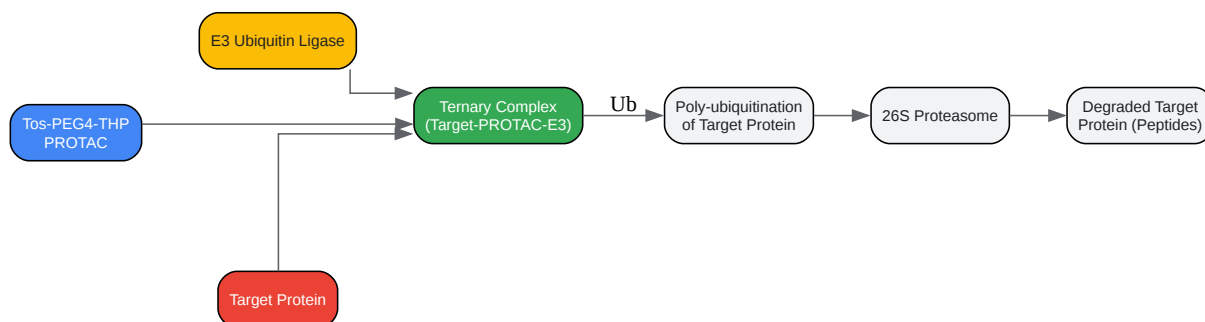 E3 Ubiquitin Ligase
Tos-PEG4-THP
PROTAC
Target Protein
Ternary Complex
(Target-PROTAC-E3)
Ub
Poly-ubiquitination
of Target Protein
26S Proteasome
Degraded Target
Protein (Peptides)